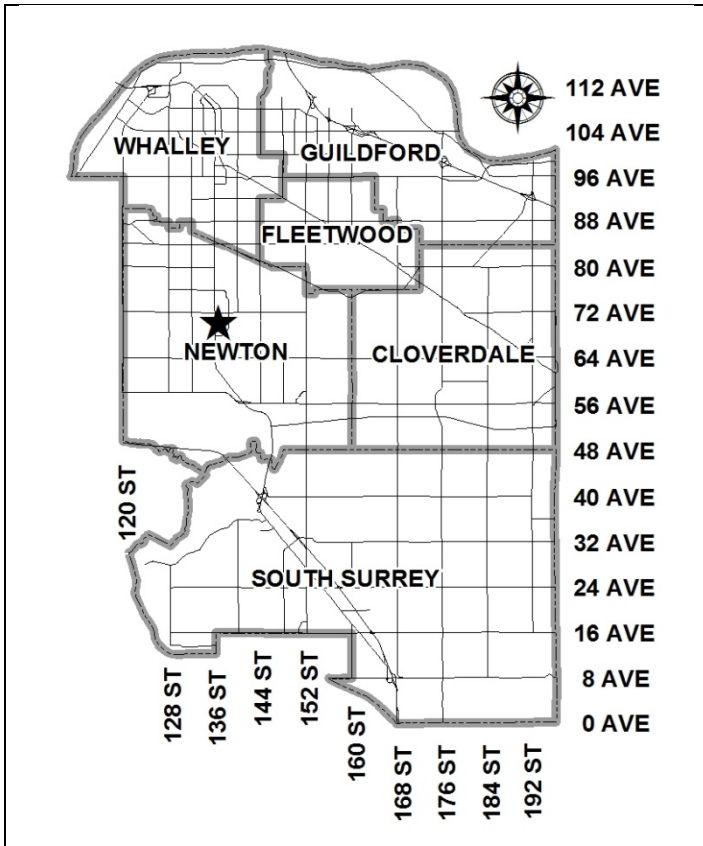 112 AVE
104 AVE
WHALLEY
GUILDFORD
96 AVE
88 AVE
FLEETWOOD
80 AVE
72 AVE
NEWTON
CLOVERDALE
64 AVE
56 AVE
48 AVE
120 ST
40 AVE
32 AVE
SOUTH SURREY
24 AVE
16 AVE
8 AVE
0 AVE
128 ST
136 ST
144 ST
152 ST
160 ST
168 ST
176 ST
184 ST
192 ST